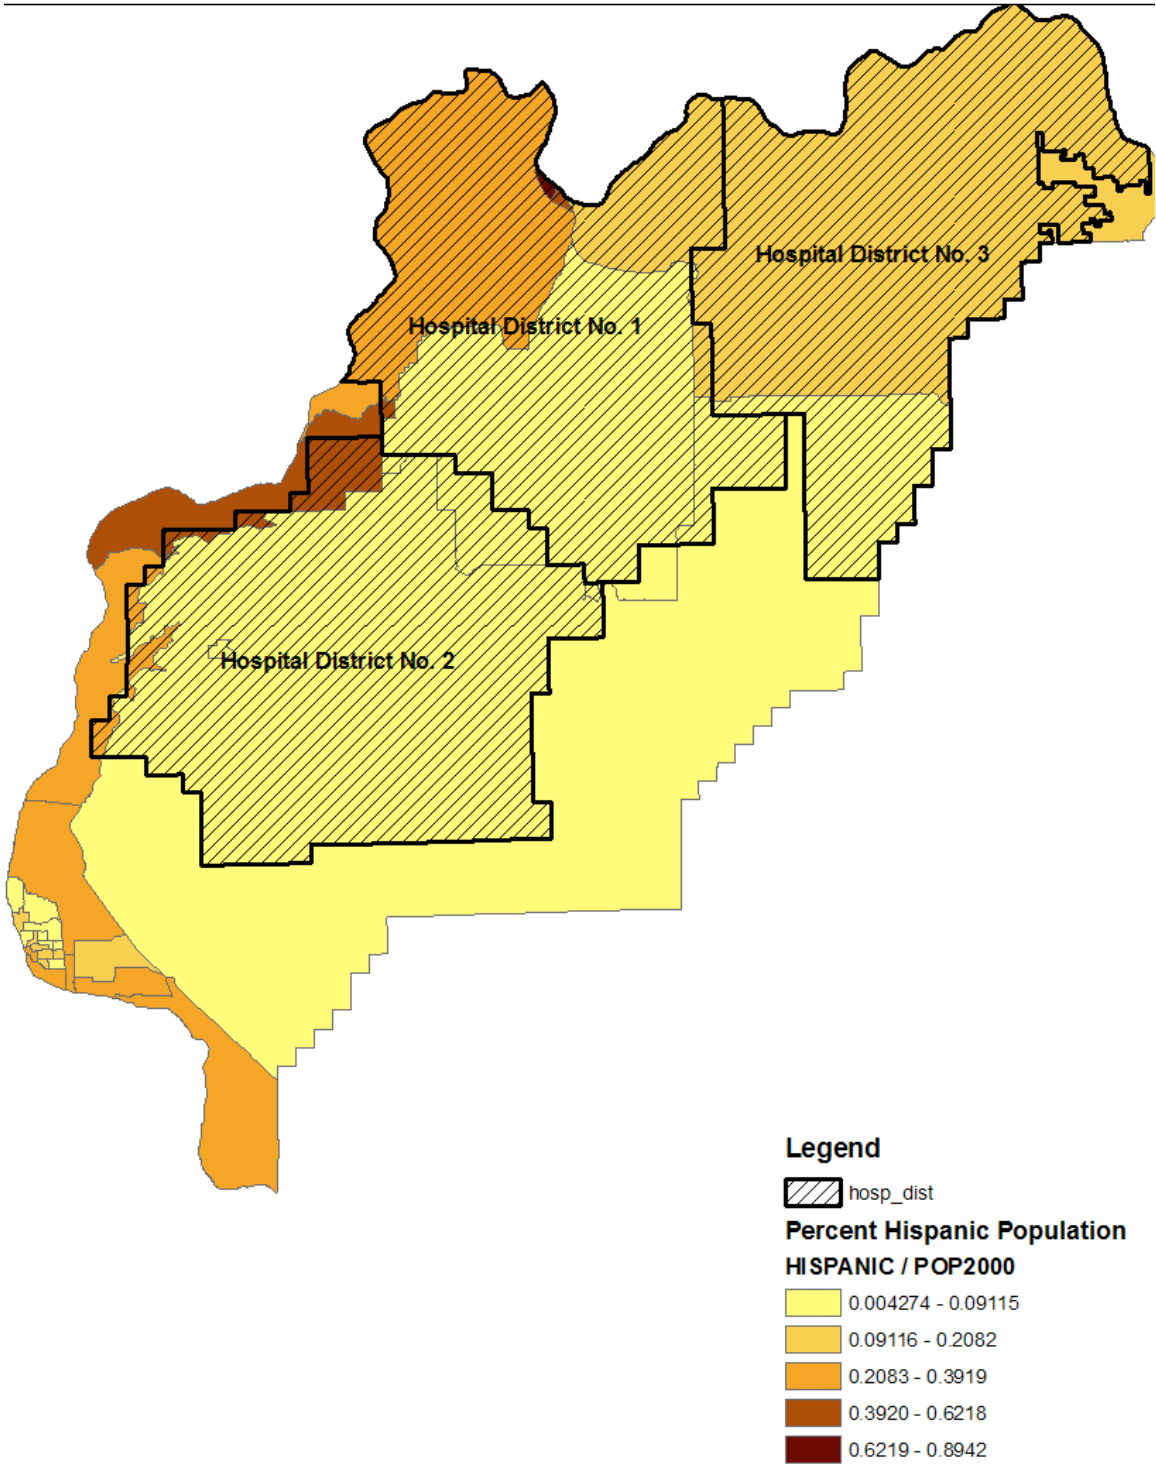 Hospital District No. 3
Hospital District No. 1
Hospital District No. 2
Legend
hosp_dist
Percent Hispanic Population
HISPANIC / POP2000
0.004274 - 0.09115
0.09116 - 0.2082
0.2083 - 0.3919
0.3920 - 0.6218
0.6219 - 0.8942